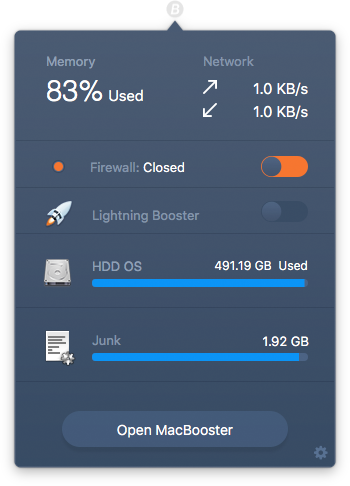 Memory
83% Used
Network
1.0 KB/s
1.0 KB/s
Firewall: Closed
Lightning Booster
HDD OS 491.19 GB Used
Junk 1.92 GB
Open MacBooster